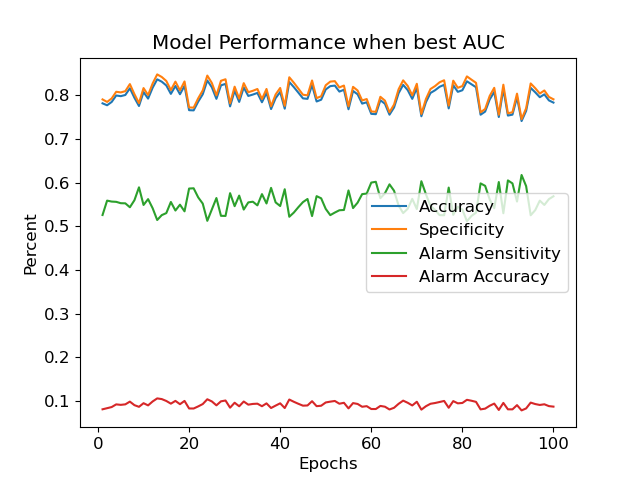 Model Performance when best AUC
Percent
0.8
0.7
0.6
0.5
0.4
0.3
0.2
0.1
Accuracy
Specificity
Alarm Sensitivity
Alarm Accuracy
0 20 40 60 80 100
Epochs